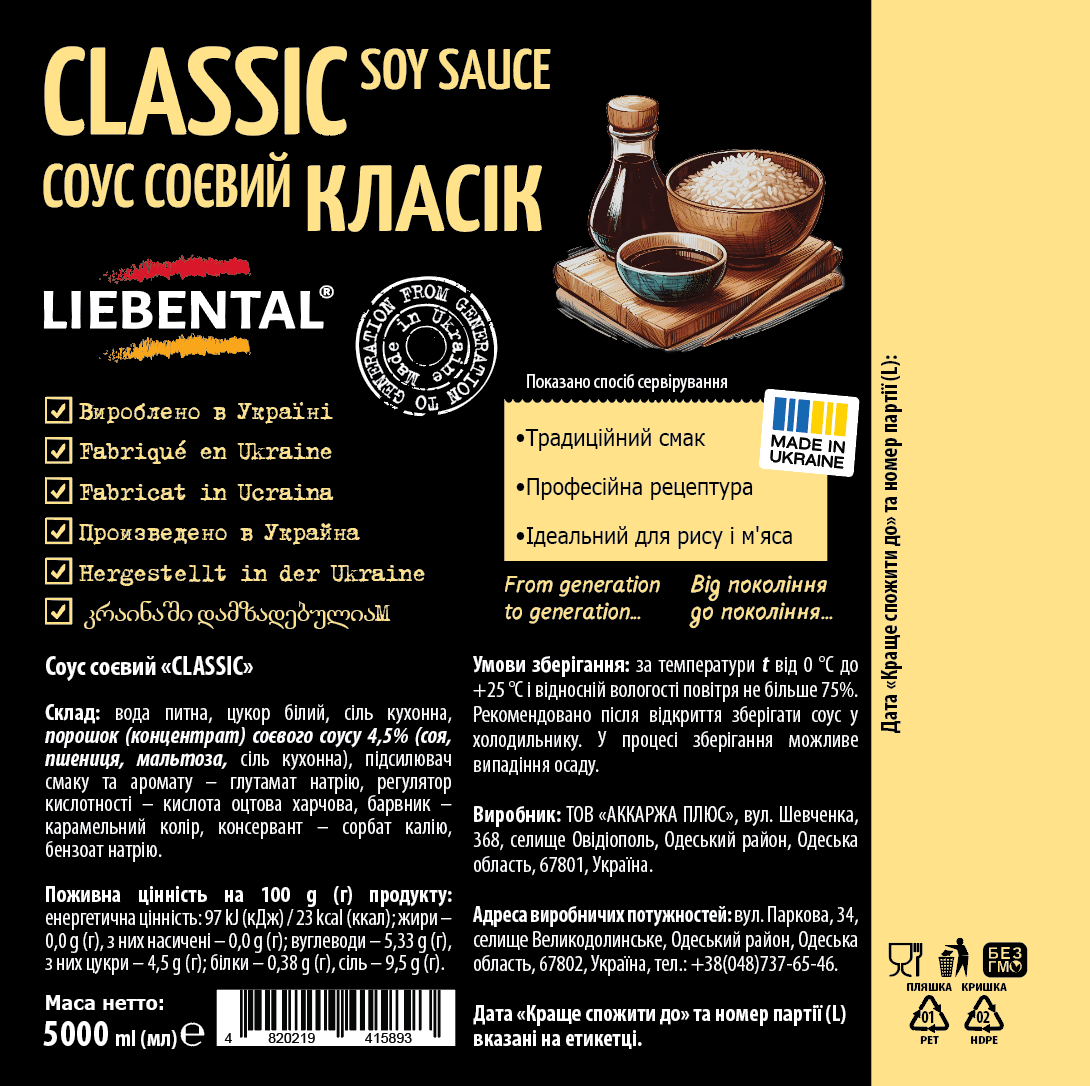 CLASSIC SOY SAUCE
СОУС СОЄВИЙ КЛАСІК
LIEBENTAL®
FROM GENERATION TO GENERATION
Made in Ukraine
Вироблено в Україні
Fabriqué en Ukraine
Fabricat in Ucraina
Произведено в Украйна
Hergestellt in der Ukraine
კრაინაში დამზადებულიაM
Показано спосіб сервірування
MADE IN
UKRAINE
•Традиційний смак
•Професійна рецептура
•Ідеальний для рису і м'яса
From generation
to generation...
Від покоління
до покоління...
Соус соєвий «CLASSIC»
Склад: вода питна, цукор білий, сіль кухонна,
порошок (концентрат) соєвого соусу 4,5% (соя,
пшениця, мальтоза, сіль кухонна), підсилювач
смаку та аромату – глутамат натрію, регулятор
кислотності – кислота оцтова харчова, барвник –
карамельний колір, консервант – сорбат калію,
бензоат натрію.
Поживна цінність на 100 g (г) продукту:
енергетична цінність: 97 kJ (кДж) / 23 kcal (ккал); жири –
0,0 g (г), з них насичені – 0,0 g (г); вуглеводи – 5,33 g (г),
з них цукри – 4,5 g (г); білки – 0,38 g (г), сіль – 9,5 g (г).
Маса нетто:
5000 ml (мл) ℮
4 820219 415893
Умови зберігання: за температури t від 0 °С до
+25 °С і відносній вологості повітря не більше 75%.
Рекомендовано після відкриття зберігати соус у
холодильнику. У процесі зберігання можливе
випадіння осаду.
Виробник: ТОВ «АККАРЖА ПЛЮС», вул. Шевченка,
368, селище Овідіополь, Одеський район, Одеська
область, 67801, Україна.
Адреса виробничих потужностей: вул. Паркова, 34,
селище Великодолинське, Одеський район, Одеська
область, 67802, Україна, тел.: +38(048)737-65-46.
Дата «Краще спожити до» та номер партії (L)
вказані на етикетці.
Дата «Краще спожити до» та номер партії (L):
БЕЗ
ГМО
ПЛЯШКА КРИШКА
01 02
PET HDPE